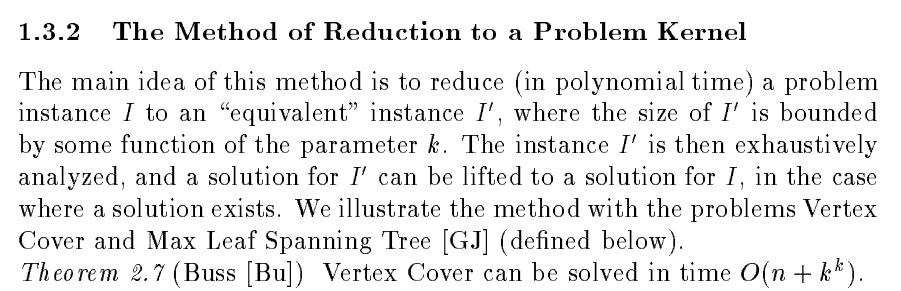 1.3.2 The Method of Reduction to a Problem Kernel
The main idea of this method is to reduce (in polynomial time) a problem
instance I to an “equivalent” instance I′, where the size of I′ is bounded
by some function of the parameter k. The instance I′ is then exhaustively
analyzed, and a solution for I′ can be lifted to a solution for I, in the case
where a solution exists. We illustrate the method with the problems Vertex
Cover and Max Leaf Spanning Tree [GJ] (defined below).
Theorem 2.7 (Buss [Bu]) Vertex Cover can be solved in time O(n + k^k).